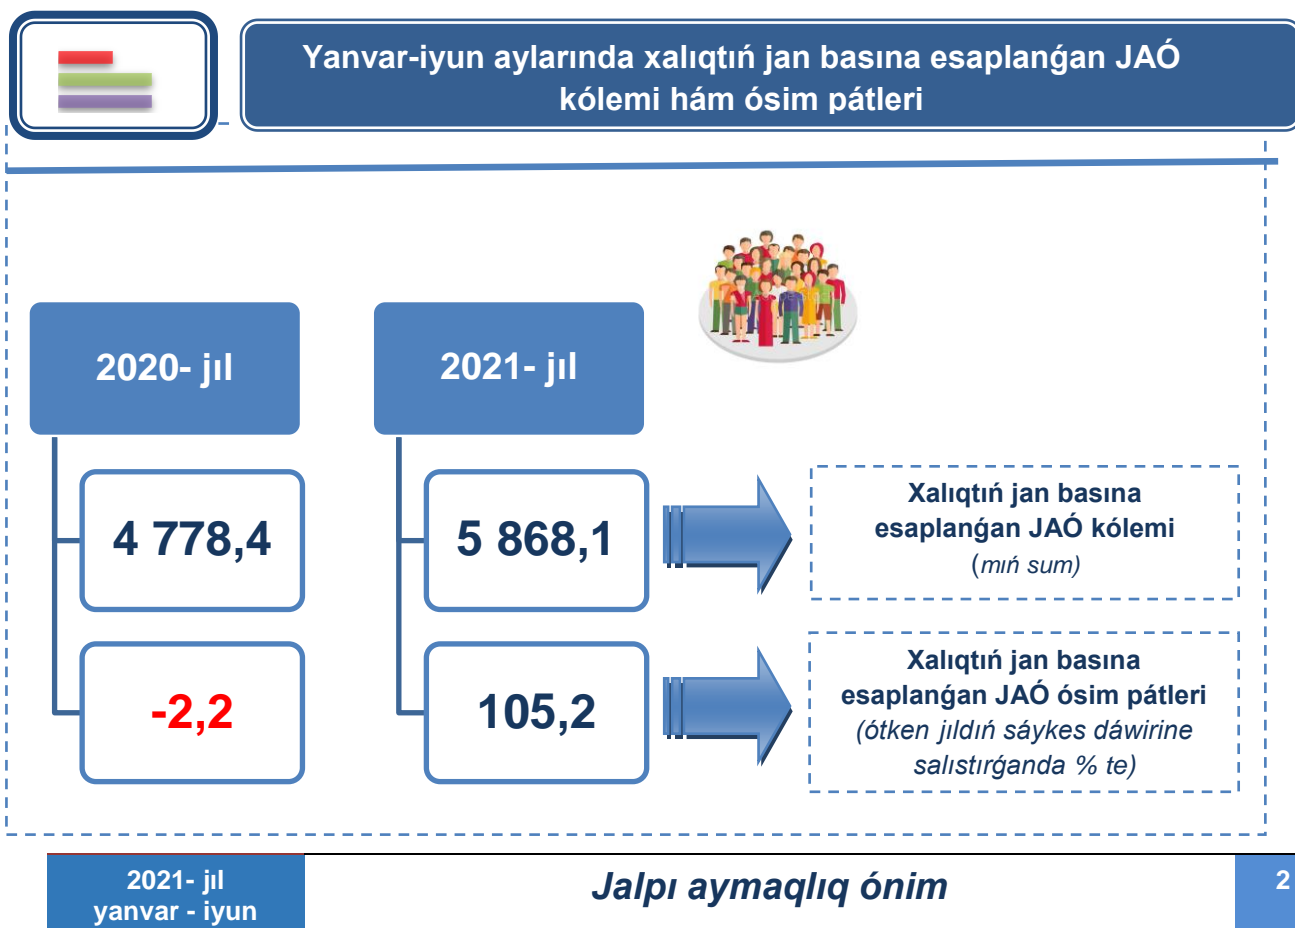 Yanvar-iyun aylarında xalıqtıń jan basına esaplanǵan JAÓ
kólemi hám ósim pátleri
2020- jıl
2021- jıl
4 778,4
5 868,1
Xalıqtıń jan basına
esaplanǵan JAÓ kólemi
(mıń sum)
-2,2
105,2
Xalıqtıń jan basına
esaplanǵan JAÓ ósim pátleri
(ótken jıldıń sáykes dáwirine
salıstırǵanda % te)
2021- jıl
yanvar - iyun
Jalpı aymaqlıq ónim
2